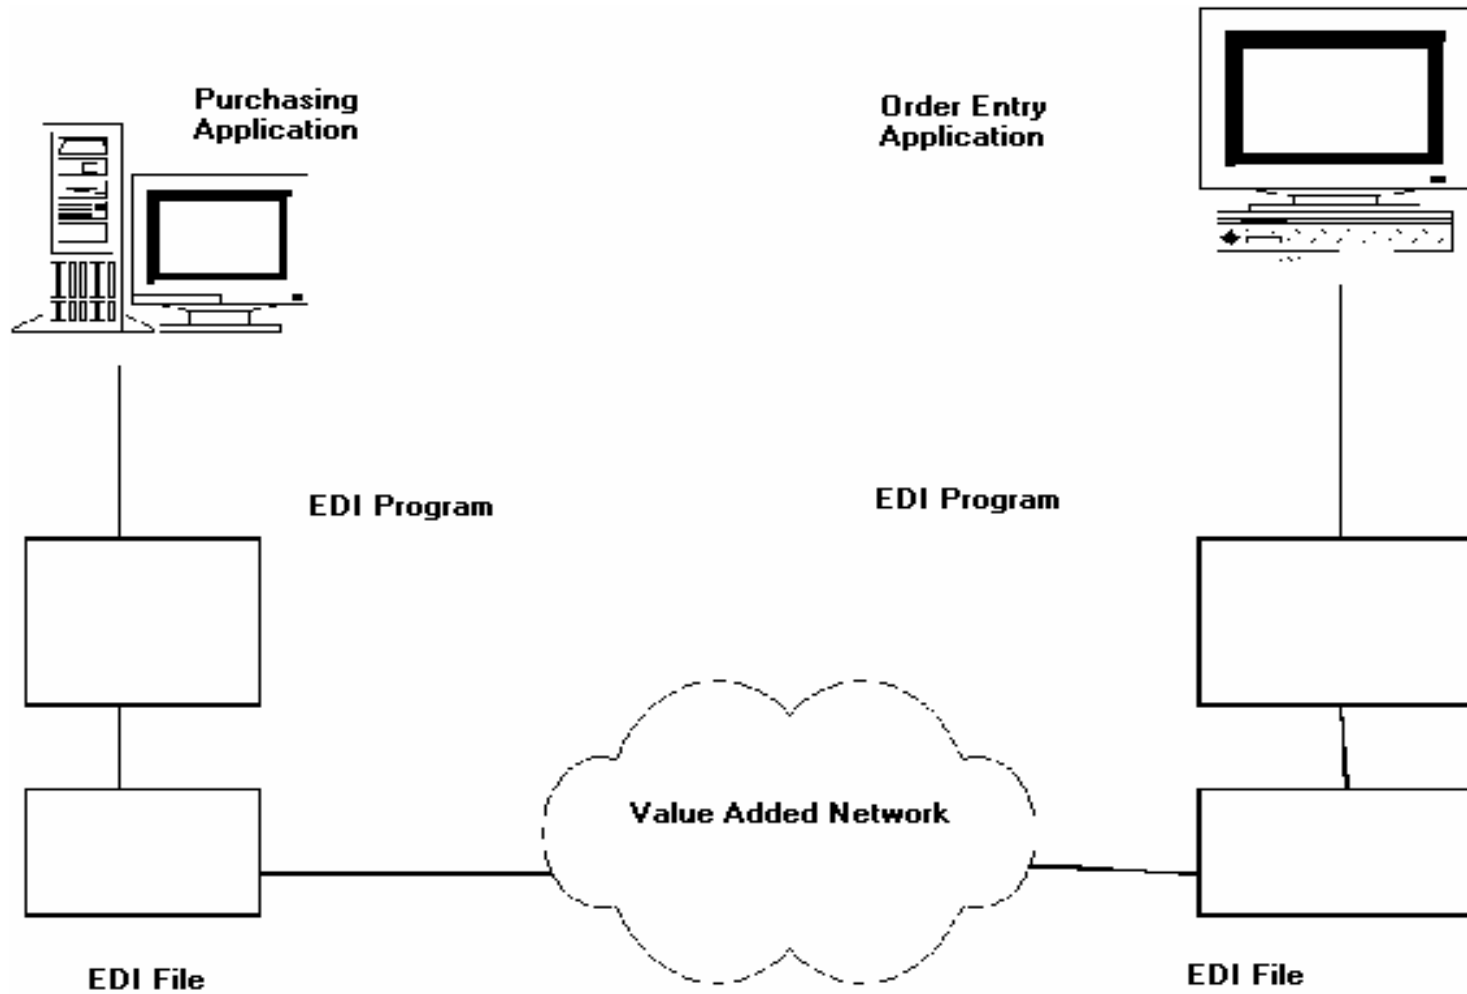 Purchasing
Application
Order Entry
Application
EDI Program
EDI Program
Value Added Network
EDI File
EDI File